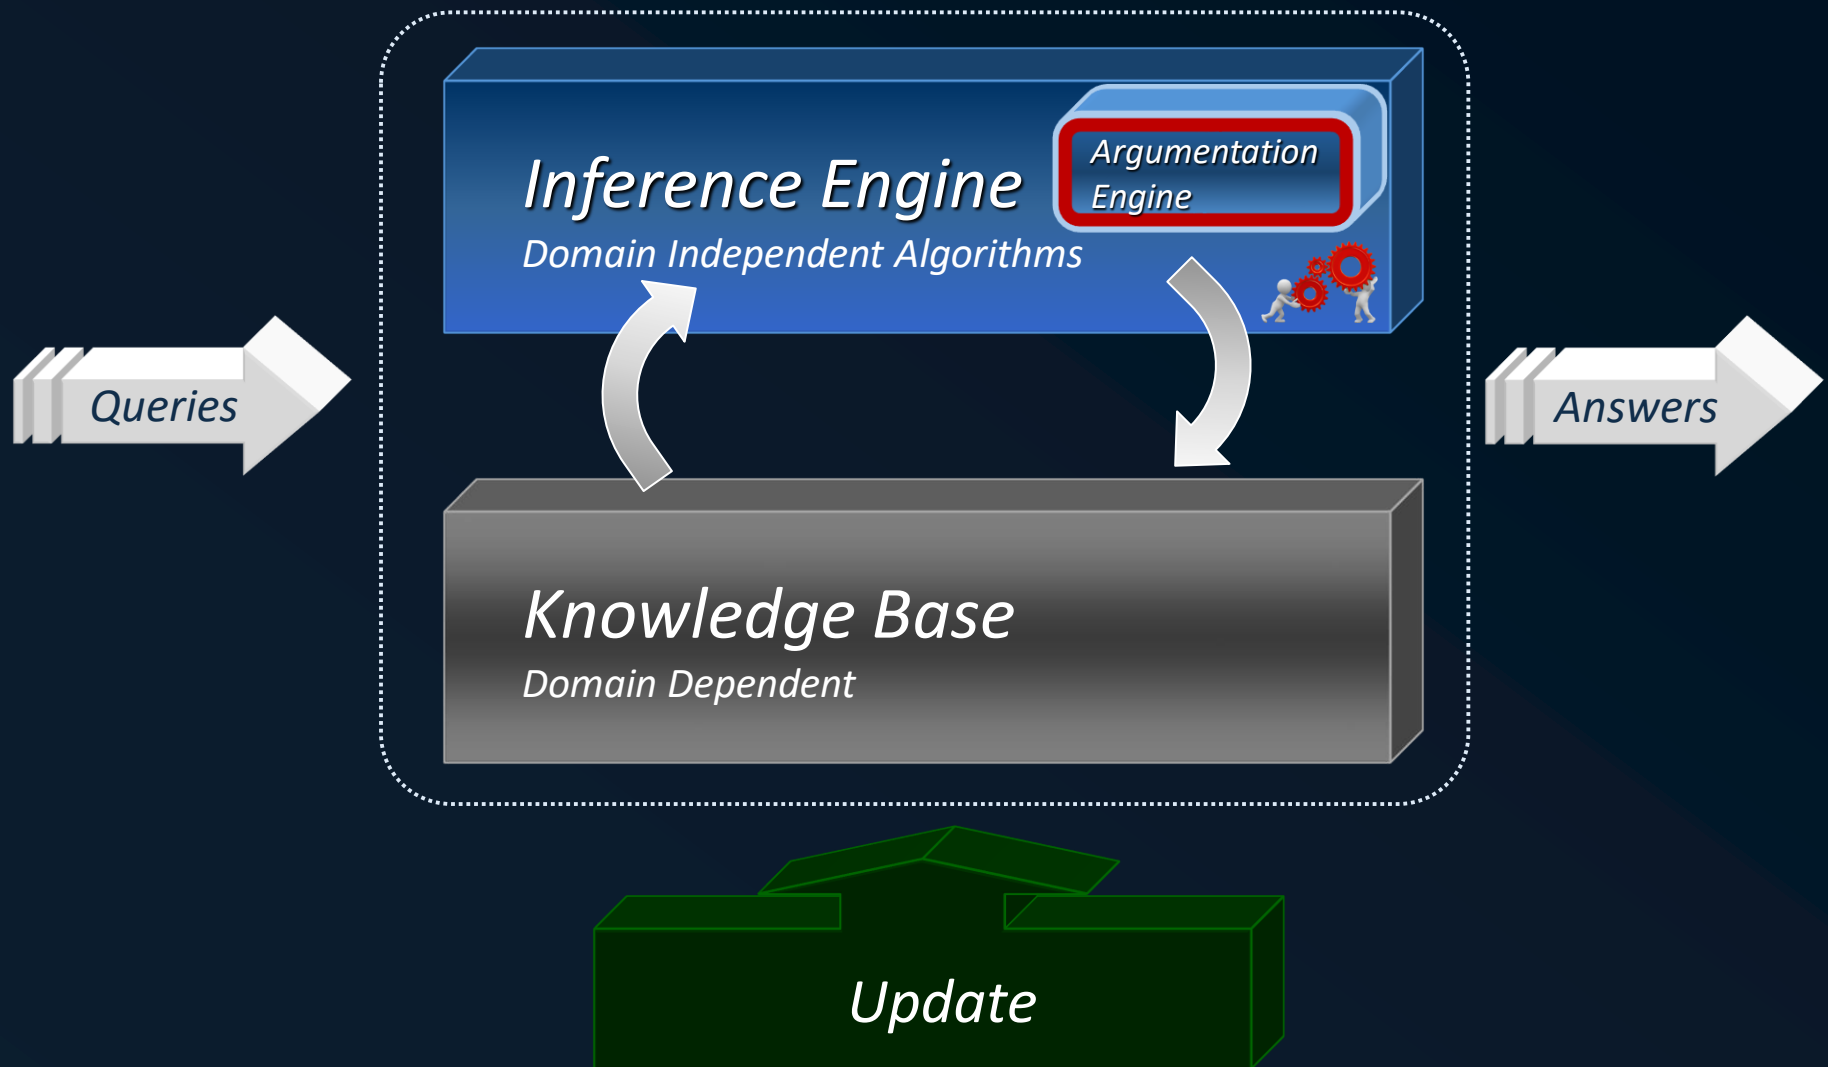 Inference Engine
Domain Independent Algorithms
Argumentation
Engine
Queries
Answers
Knowledge Base
Domain Dependent
Update